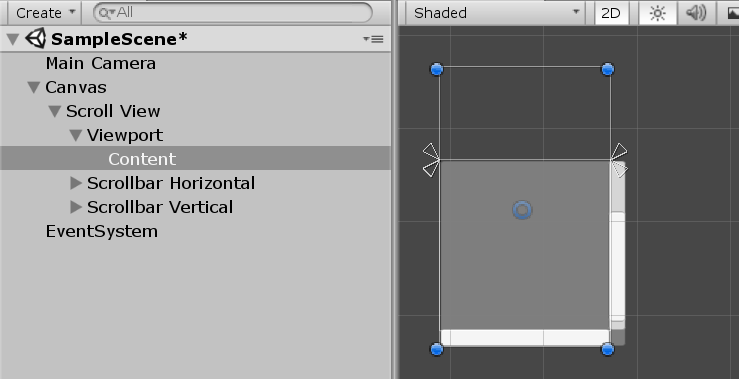 Create All
SampleScene*
Main Camera
Canvas
Scroll View
Viewport
Content
Scrollbar Horizontal
Scrollbar Vertical
EventSystem
Shaded 2D